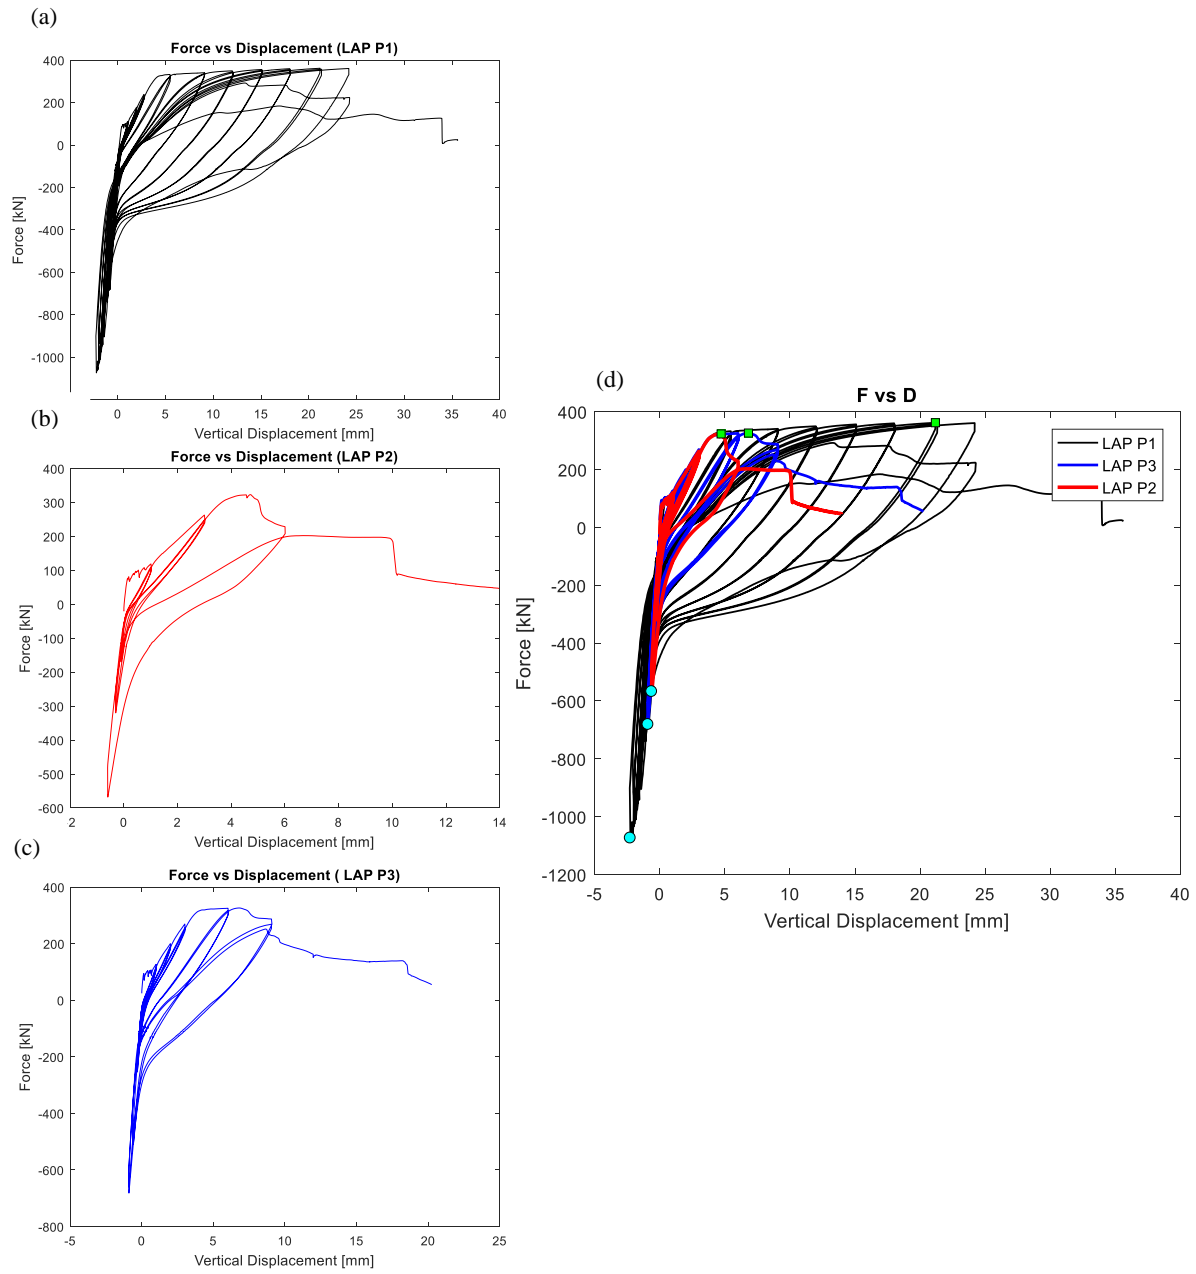 (a)
Force vs Displacement (LAP P1)
400
200
0
-200
-400
-600
-800
-1000
Force [kN]
0 5 10 15 20 25 30 35 40
Vertical Displacement [mm]
(b)
Force vs Displacement (LAP P2)
400
300
200
100
0
-100
-200
-300
-400
-500
-600
Force [kN]
2 0 2 4 6 8 10 12 14
Vertical Displacement [mm]
(c)
Force vs Displacement ( LAP P3)
400
200
0
-200
-400
-600
-800
Force [kN]
-5 0 5 10 15 20 25
Vertical Displacement [mm]
(d)
F vs D
400
200
0
-200
-400
-600
-800
-1000
-1200
Force [kN]
-5 0 5 10 15 20 25 30 35 40
Vertical Displacement [mm]
LAP P1
LAP P3
LAP P2